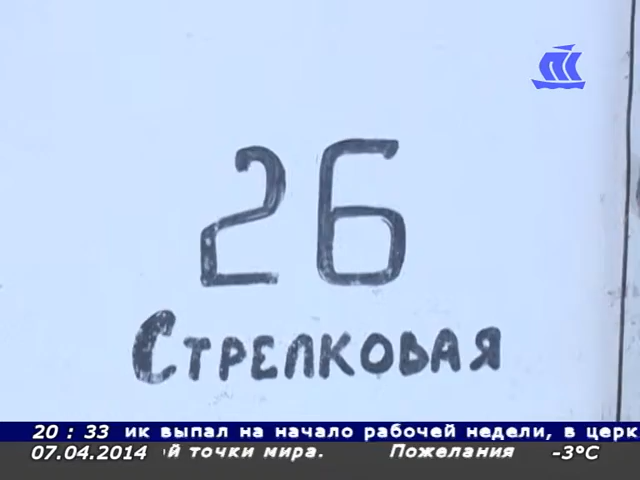 26
Стрелковая
20 : 33 ик выпал на начало рабочей недели, в церк
07.04.2014 й точки мира. Пожелания -3°C